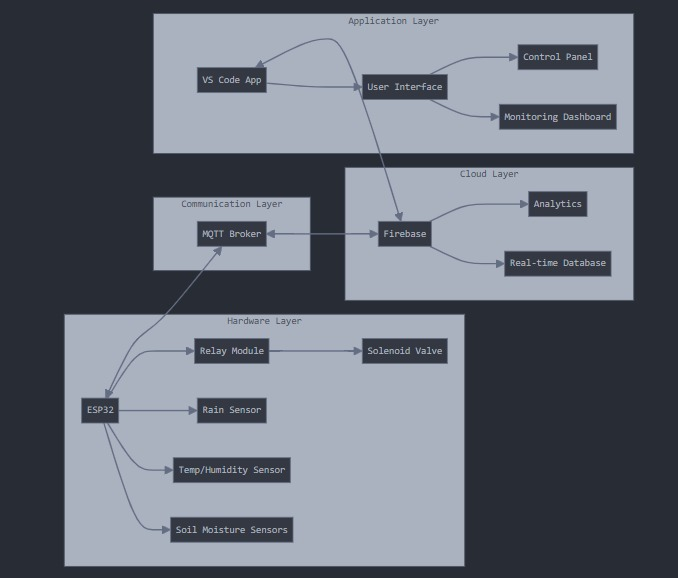 Application Layer
Control Panel
VS Code App
User Interface
Monitoring Dashboard
Cloud Layer
Communication Layer
Analytics
MQTT Broker
Firebase
Real-time Database
Hardware Layer
Relay Module
Solenoid Valve
ESP32
Rain Sensor
Temp/Humidity Sensor
Soil Moisture Sensors